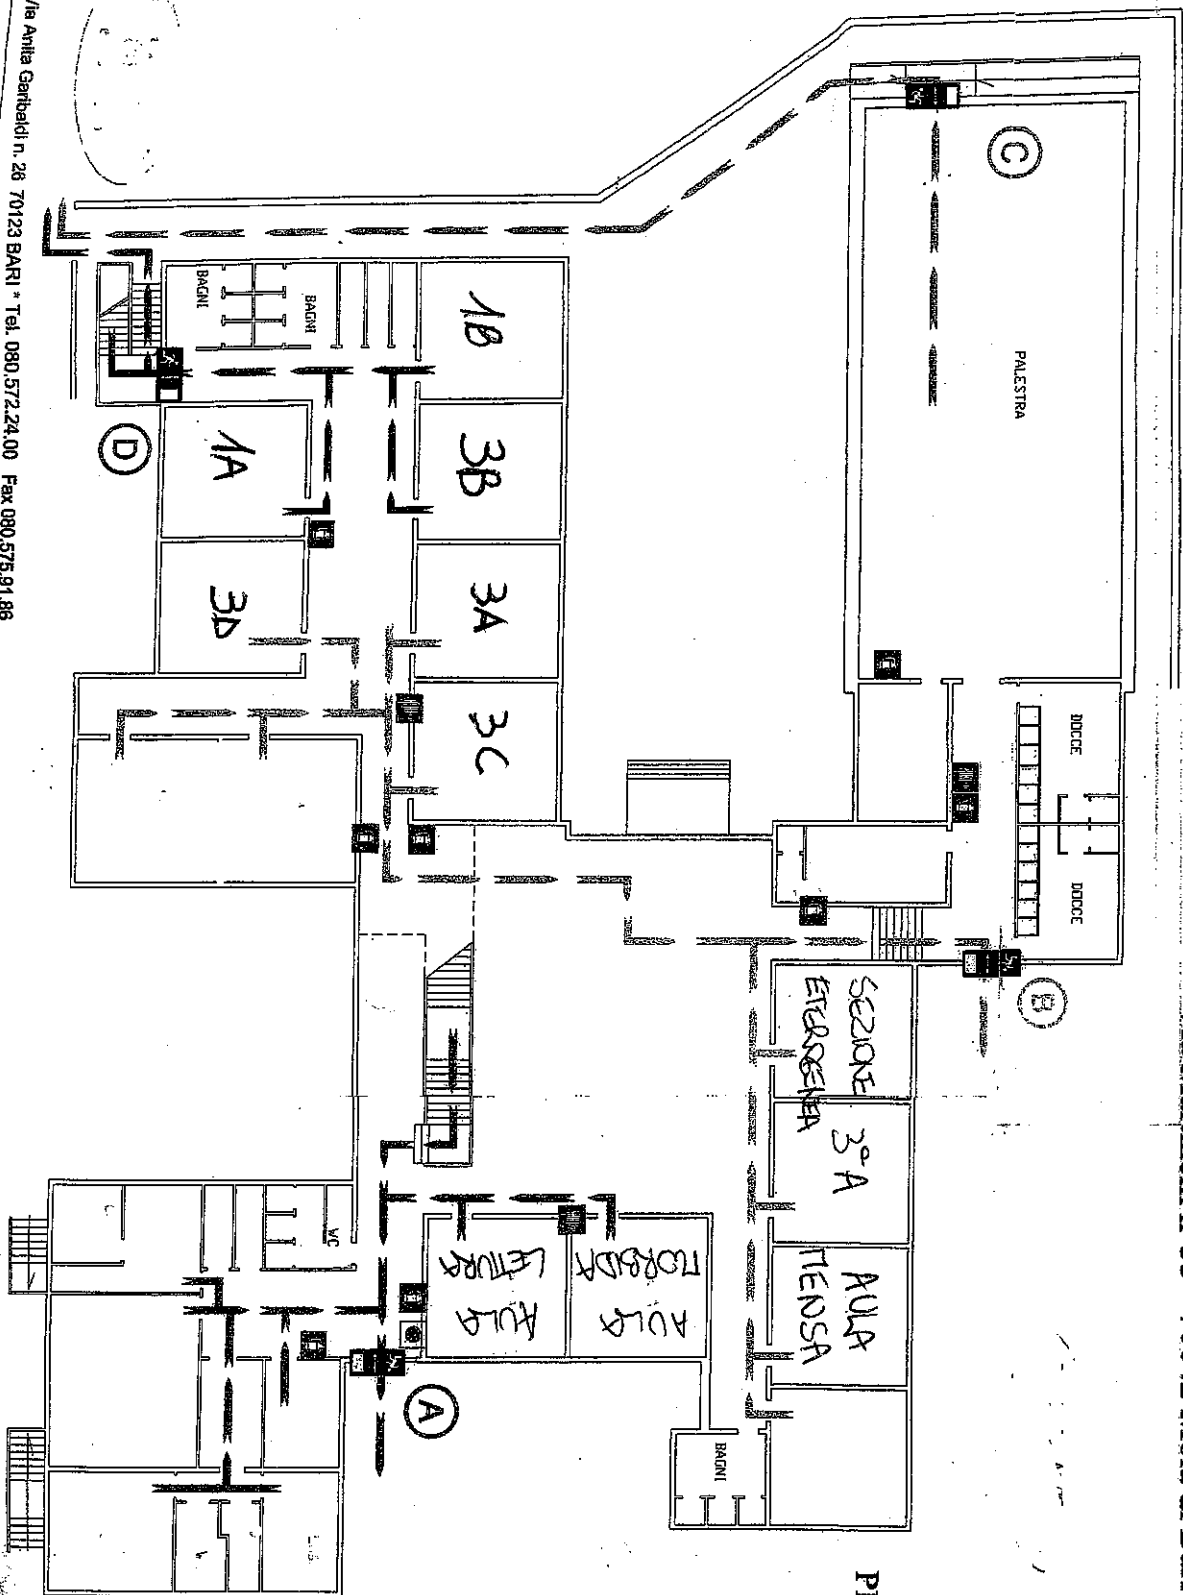 Via Anita Garibaldi n. 26 70123 BARI * Tel. 080.572.24.00 Fax 080.575.91.86
C
PALESTRA
DOCCE
DOCCE
B
BAGNI
BAGNI
1B
3B
3A
3C
1A
3D
D
SEZIONE
ETEROGENEA
3°A
AULA
MENSA
BAGNI
AULA
MORBIDA
AULA
LETTURA
WC
A